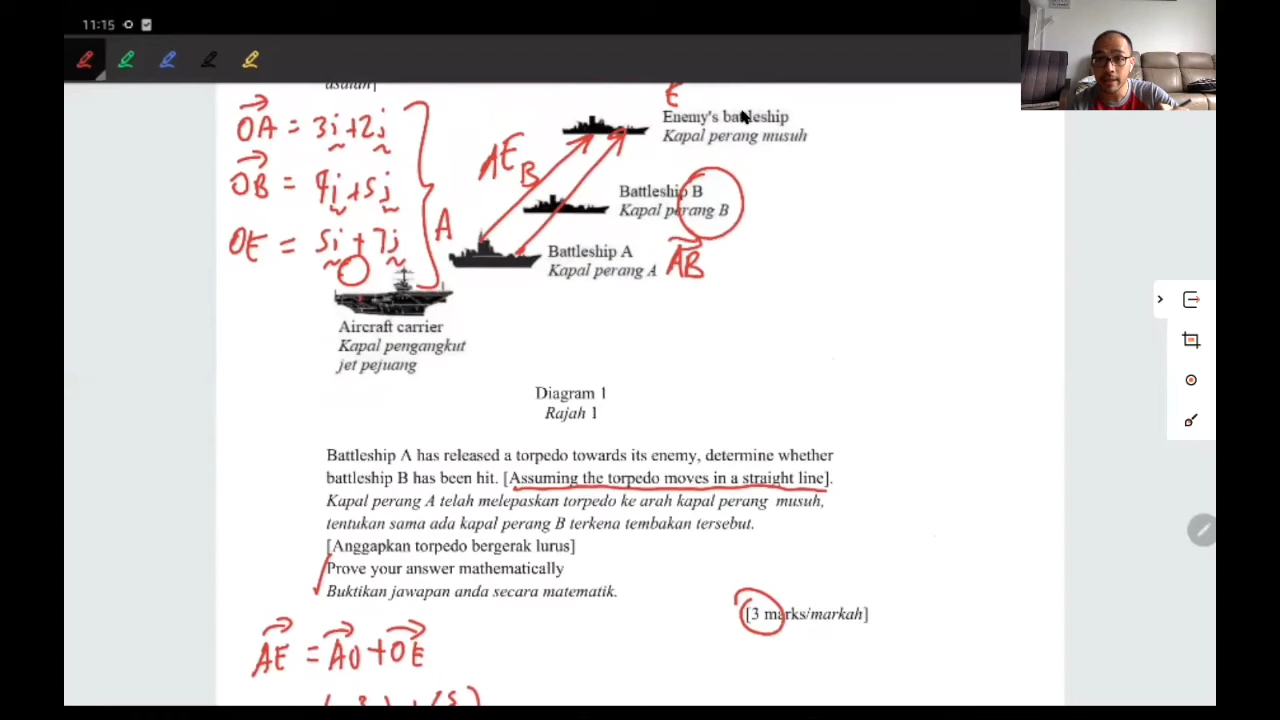 11:15
asalan]
OA = 3i + 2j
E
Enemy's battleship
Kapal perang musuh
AE
B
OB = 4i + 5j
Battleship B
Kapal perang B
OE = 5i + 7j
A
Battleship A
Kapal perang A
AB
Aircraft carrier
Kapal pengangkut
jet pejuang
Diagram 1
Rajah 1
Battleship A has released a torpedo towards its enemy, determine whether
battleship B has been hit. [Assuming the torpedo moves in a straight line].
Kapal perang A telah melepaskan torpedo ke arah kapal perang musuh,
tentukan sama ada kapal perang B terkena tembakan tersebut.
[Anggapkan torpedo bergerak lurus]
Prove your answer mathematically
Buktikan jawapan anda secara matematik.
[3 marks/markah]
AE = AO + OE